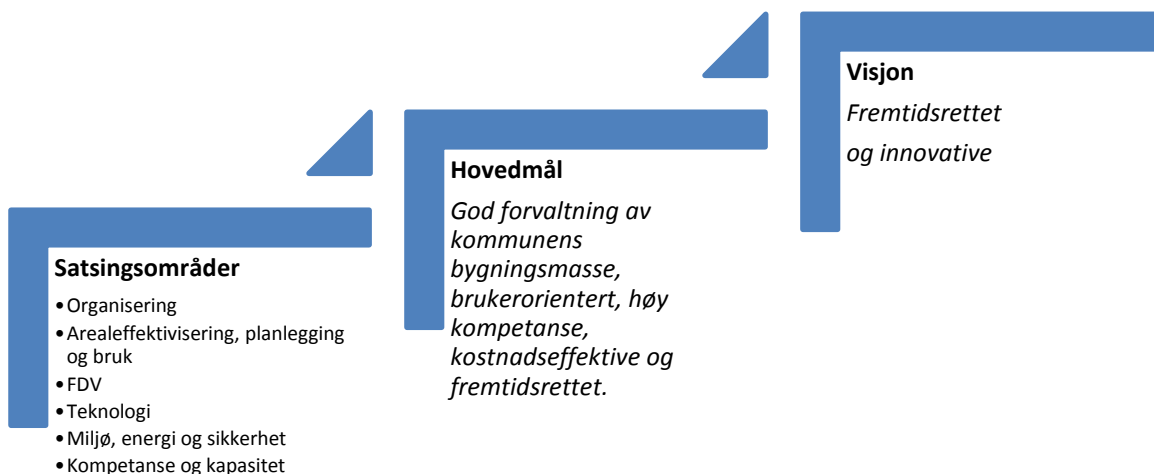 Satsingsområder
•Organisering
•Arealeffektivisering, planlegging
og bruk
•FDV
•Teknologi
•Miljø, energi og sikkerhet
•Kompetanse og kapasitet
Hovedmål
God forvaltning av
kommunens
bygningsmasse,
brukerorientert, høy
kompetanse,
kostnadseffektive og
fremtidsrettet.
Visjon
Fremtidsrettet
og innovative